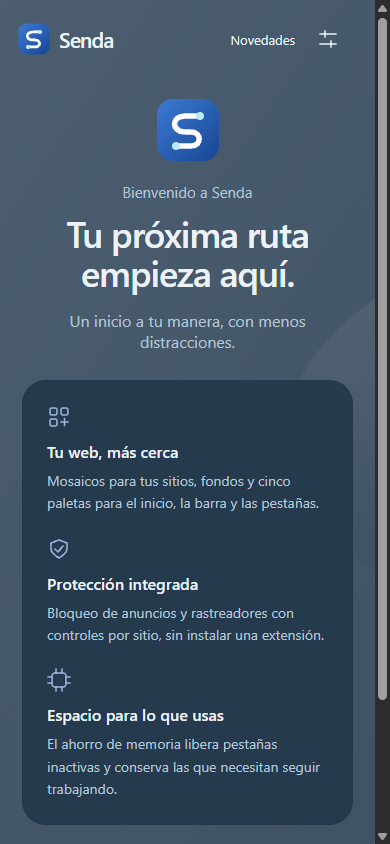 Senda
Novedades
Bienvenido a Senda
Tu próxima ruta
empieza aquí.
Un inicio a tu manera, con menos
distracciones.
Tu web, más cerca
Mosaicos para tus sitios, fondos y cinco
paletas para el inicio, la barra y las pestañas.
Protección integrada
Bloqueo de anuncios y rastreadores con
controles por sitio, sin instalar una extensión.
Espacio para lo que usas
El ahorro de memoria libera pestañas
inactivas y conserva las que necesitan seguir
trabajando.